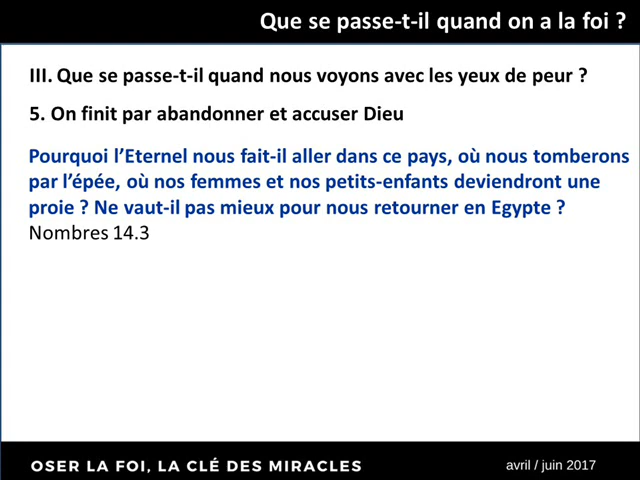 Que se passe-t-il quand on a la foi ?
III. Que se passe-t-il quand nous voyons avec les yeux de peur ?
5. On finit par abandonner et accuser Dieu
Pourquoi l’Eternel nous fait-il aller dans ce pays, où nous tomberons
par l’épée, où nos femmes et nos petits-enfants deviendront une
proie ? Ne vaut-il pas mieux pour nous retourner en Egypte ?
Nombres 14.3
OSER LA FOI, LA CLÉ DES MIRACLES
avril / juin 2017